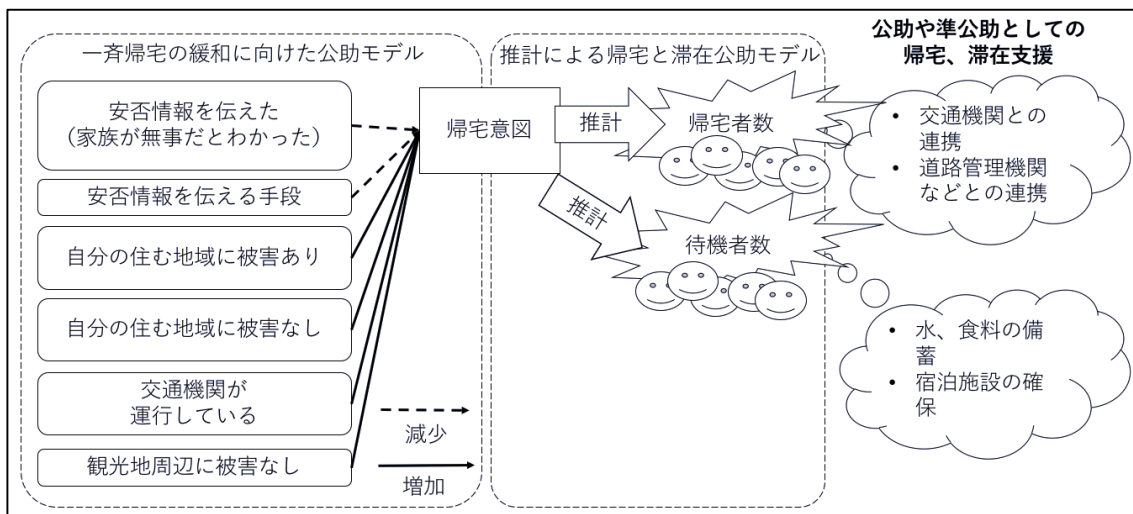 一斉帰宅の緩和に向けた公助モデル
安否情報を伝えた
(家族が無事だとわかった)
安否情報を伝える手段
自分の住む地域に被害あり
自分の住む地域に被害なし
交通機関が
運行している
観光地周辺に被害なし
減少
増加
推計による帰宅と滞在公助モデル
帰宅意図
推計
帰宅者数
推計
待機者数
公助や準公助としての
帰宅、滞在支援
• 交通機関との
連携
• 道路管理機関
などとの連携
• 水、食料の備
蓄
• 宿泊施設の確
保